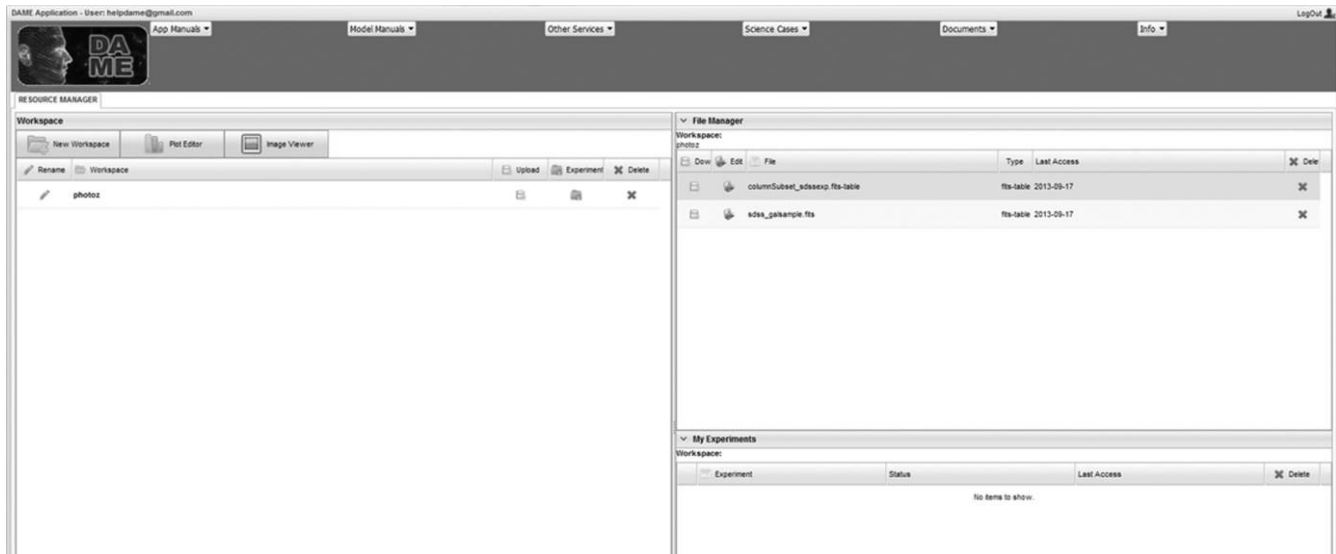 DAME Application - User: helpdame@gmail.com LogOut
DA
ME
App Manuals Model Manuals Other Services Science Cases Documents Info
RESOURCE MANAGER
Workspace
New Workspace Plot Editor Image Viewer
Rename Workspace Upload Experiment Delete
photoz
File Manager
Workspace:
photoz
Dow Edit File Type Last Access Dele
columnSubset_sdssexp.fits-table fits-table 2013-09-17
sdss_galsample.fits fits-table 2013-09-17
My Experiments
Workspace:
Experiment Status Last Access Delete
No items to show.